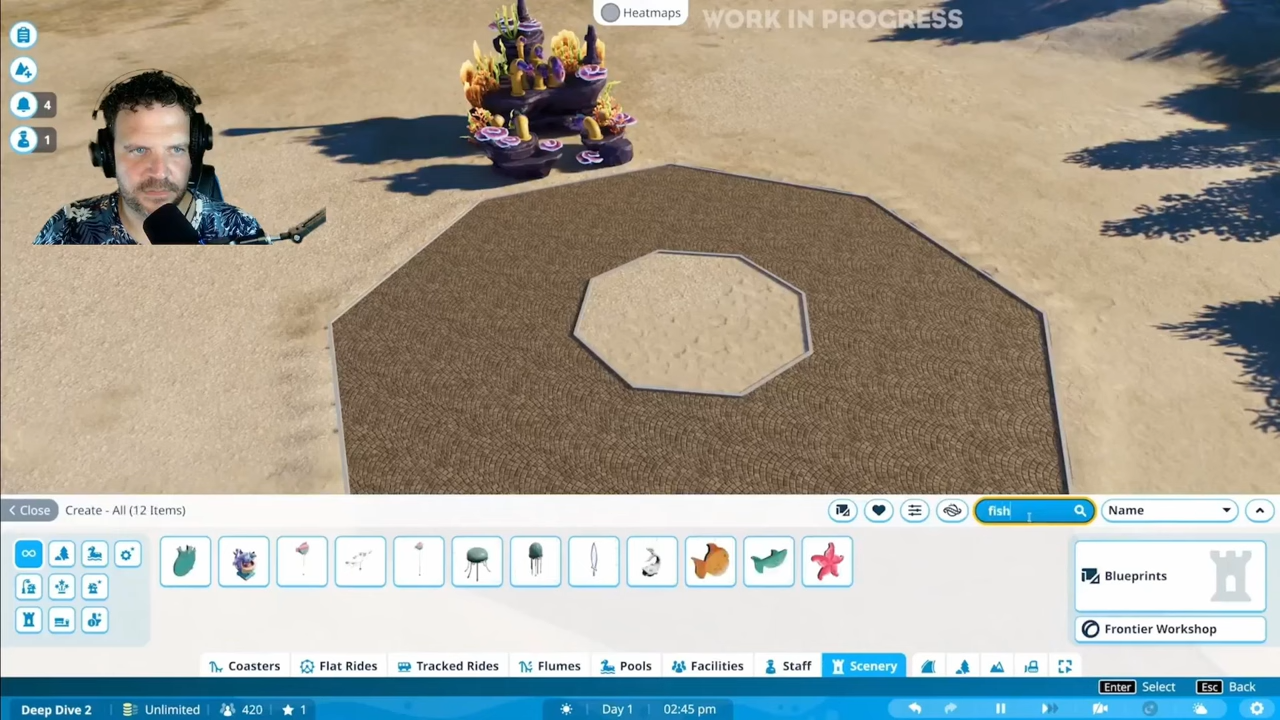 Heatmaps
WORK IN PROGRESS
4
1
Close
Create - All (12 Items)
fish
Name
Blueprints
Frontier Workshop
Coasters
Flat Rides
Tracked Rides
Flumes
Pools
Facilities
Staff
Scenery
Enter Select
Esc Back
Deep Dive 2
Unlimited
420
1
Day 1
02:45 pm